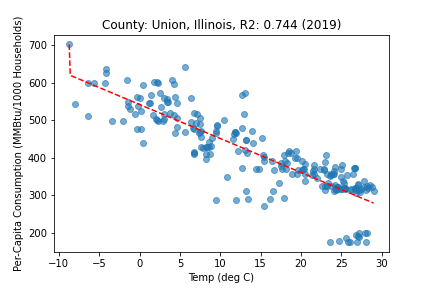 County: Union, Illinois, R2: 0.744 (2019)
Per-Capita Consumption (MMBtu/1000 Households)
700
600
500
400
300
200
−10 −5 0 5 10 15 20 25 30
Temp (deg C)